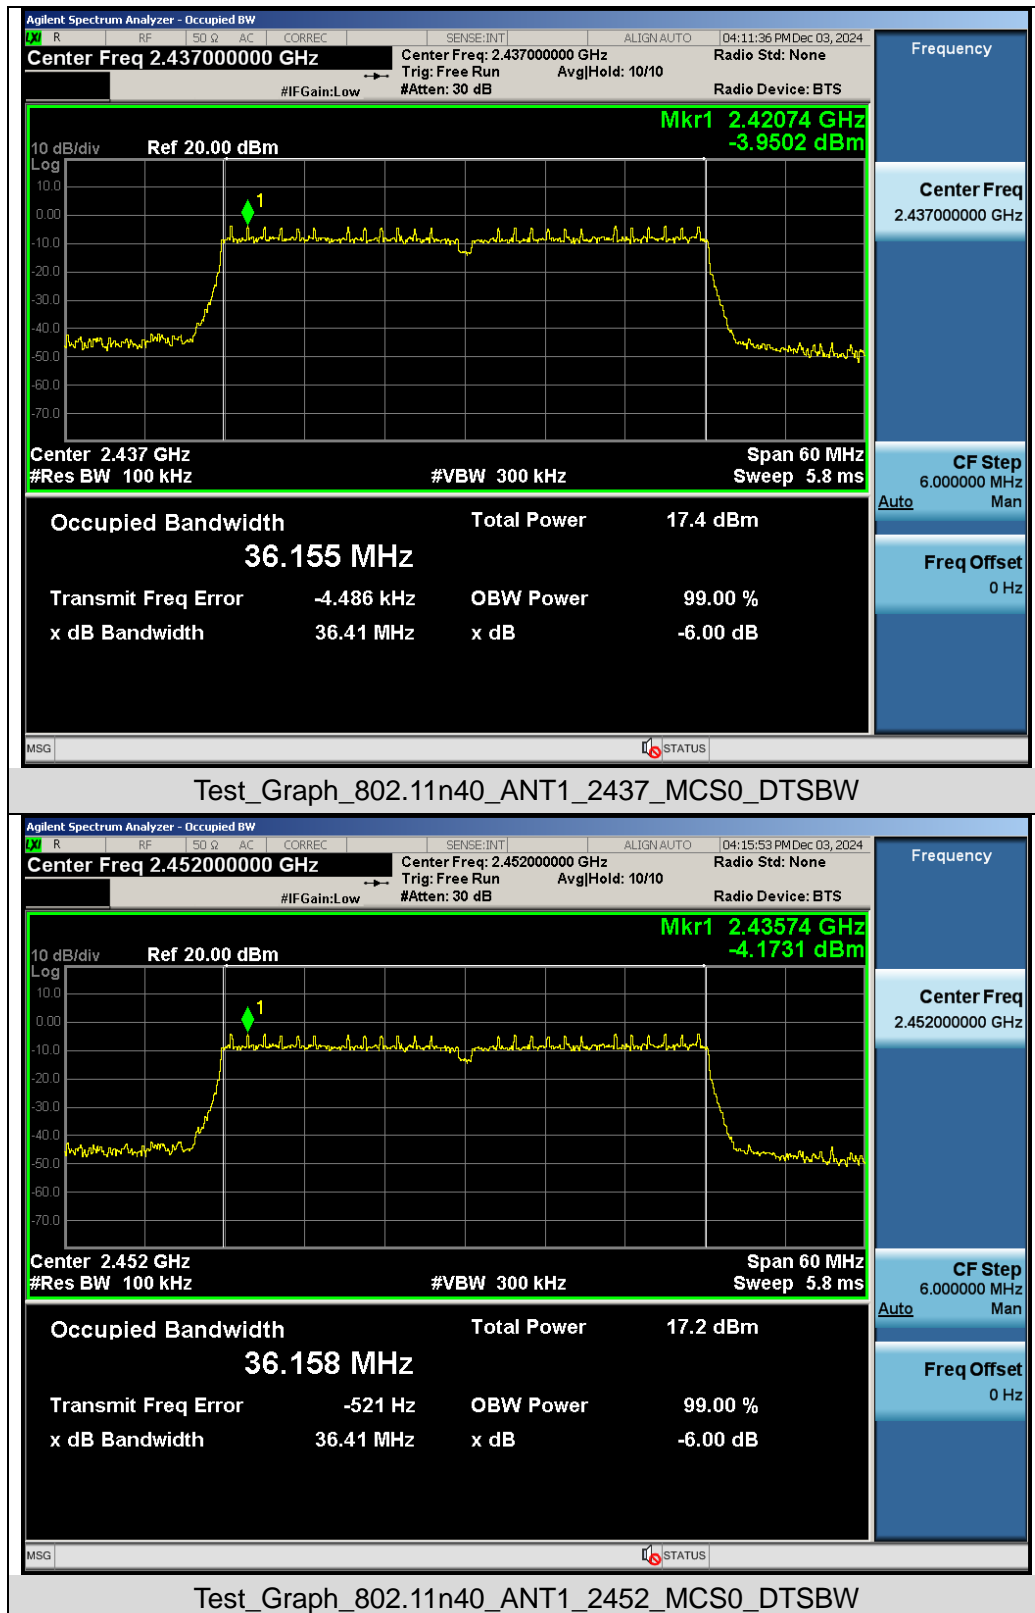 Agilent Spectrum Analyzer - Occupied BW
LXI R RF 50 Ω AC CORREC SENSE:INT ALIGN AUTO 04:11:36 PM Dec 03, 2024
Center Freq 2.437000000 GHz Center Freq: 2.437000000 GHz Radio Std: None
Trig: Free Run Avg|Hold: 10/10
#IFGain:Low #Atten: 30 dB Radio Device: BTS
Frequency
Mkr1 2.42074 GHz
-3.9502 dBm
10 dB/div Ref 20.00 dBm
Log
10.0
0.00
-10.0
-20.0
-30.0
-40.0
-50.0
-60.0
-70.0
1
Center Freq
2.437000000 GHz
Center 2.437 GHz Span 60 MHz
#Res BW 100 kHz #VBW 300 kHz Sweep 5.8 ms
CF Step
6.000000 MHz
Auto Man
Occupied Bandwidth Total Power 17.4 dBm
36.155 MHz
Transmit Freq Error -4.486 kHz OBW Power 99.00 %
x dB Bandwidth 36.41 MHz x dB -6.00 dB
Freq Offset
0 Hz
MSG STATUS
Test_Graph_802.11n40_ANT1_2437_MCS0_DTSBW
Agilent Spectrum Analyzer - Occupied BW
LXI R RF 50 Ω AC CORREC SENSE:INT ALIGN AUTO 04:15:53 PM Dec 03, 2024
Center Freq 2.452000000 GHz Center Freq: 2.452000000 GHz Radio Std: None
Trig: Free Run Avg|Hold: 10/10
#IFGain:Low #Atten: 30 dB Radio Device: BTS
Frequency
Mkr1 2.43574 GHz
-4.1731 dBm
10 dB/div Ref 20.00 dBm
Log
10.0
0.00
-10.0
-20.0
-30.0
-40.0
-50.0
-60.0
-70.0
1
Center Freq
2.452000000 GHz
Center 2.452 GHz Span 60 MHz
#Res BW 100 kHz #VBW 300 kHz Sweep 5.8 ms
CF Step
6.000000 MHz
Auto Man
Occupied Bandwidth Total Power 17.2 dBm
36.158 MHz
Transmit Freq Error -521 Hz OBW Power 99.00 %
x dB Bandwidth 36.41 MHz x dB -6.00 dB
Freq Offset
0 Hz
MSG STATUS
Test_Graph_802.11n40_ANT1_2452_MCS0_DTSBW